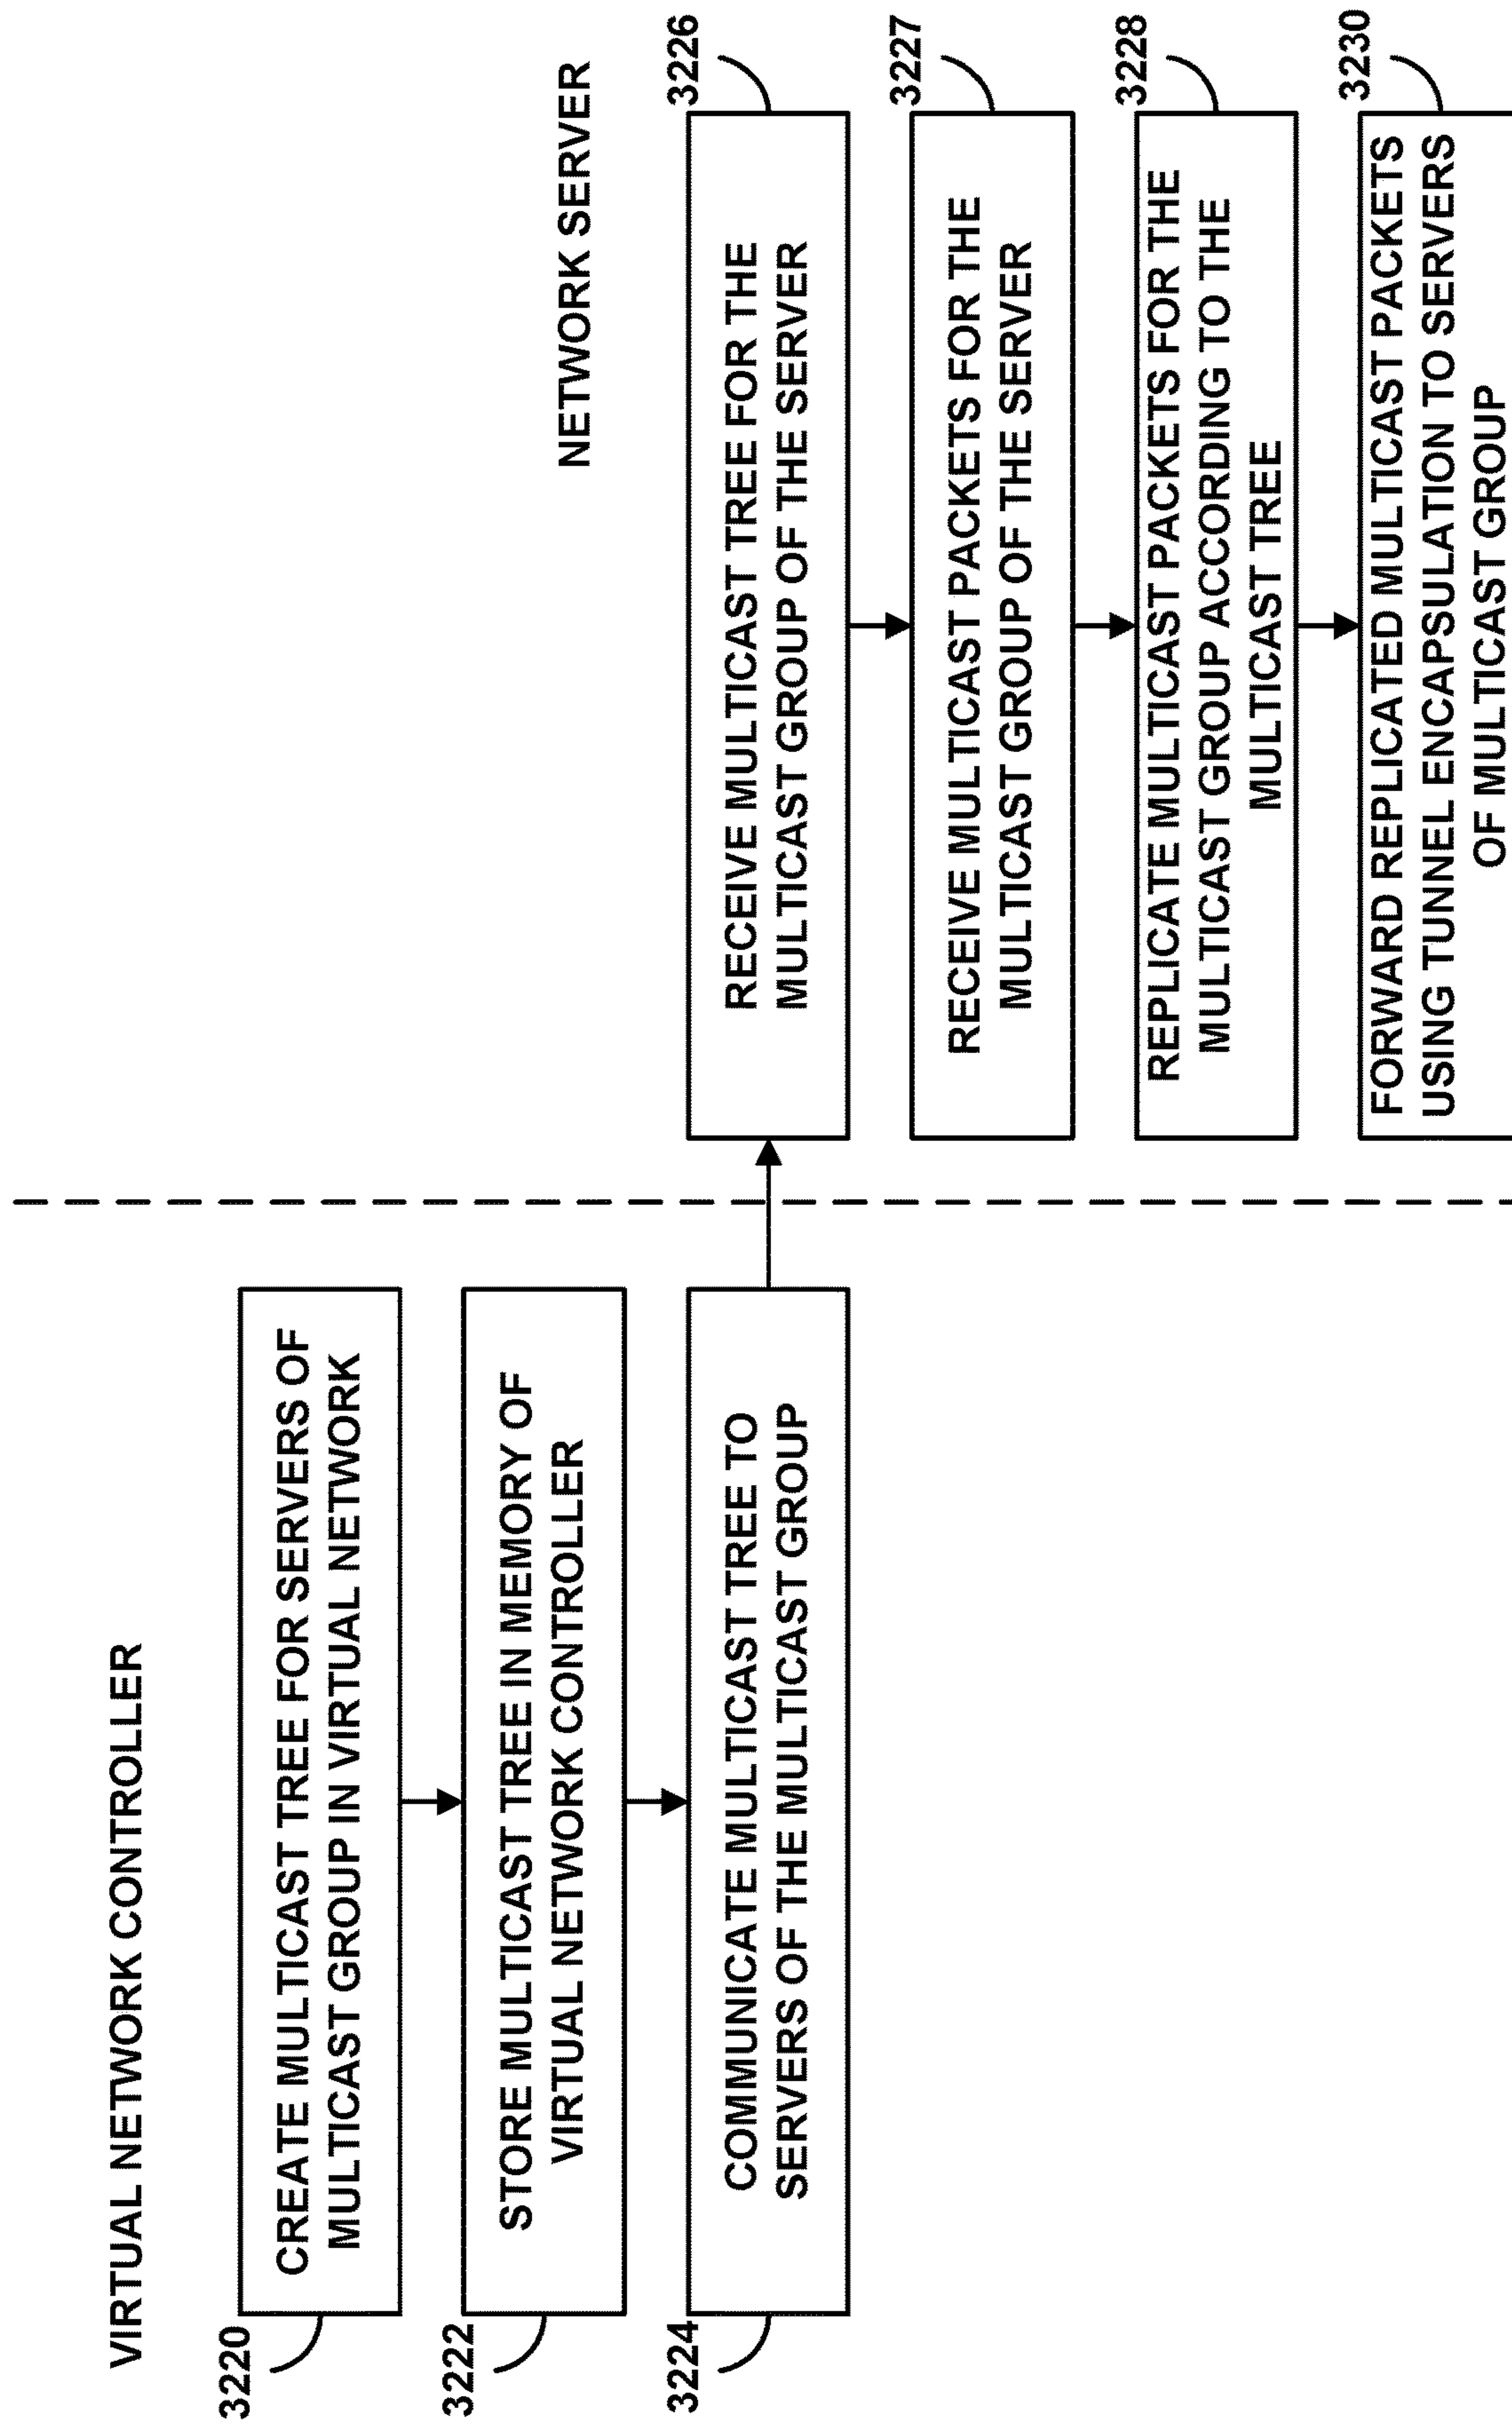 VIRTUAL NETWORK CONTROLLER
3220
CREATE MULTICAST TREE FOR SERVERS OF
MULTICAST GROUP IN VIRTUAL NETWORK
3222
STORE MULTICAST TREE IN MEMORY OF
VIRTUAL NETWORK CONTROLLER
3224
COMMUNICATE MULTICAST TREE TO
SERVERS OF THE MULTICAST GROUP
NETWORK SERVER
3226
RECEIVE MULTICAST TREE FOR THE
MULTICAST GROUP OF THE SERVER
3227
RECEIVE MULTICAST PACKETS FOR THE
MULTICAST GROUP OF THE SERVER
3228
REPLICATE MULTICAST PACKETS FOR THE
MULTICAST GROUP ACCORDING TO THE
MULTICAST TREE
3230
FORWARD REPLICATED MULTICAST PACKETS
USING TUNNEL ENCAPSULATION TO SERVERS
OF MULTICAST GROUP